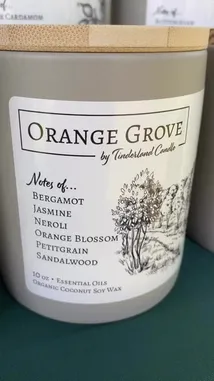 & Cardamom
Orange Grove
by Tinderland Candle
Notes of...
Bergamot
Jasmine
Neroli
Orange Blossom
Petitgrain
Sandalwood
10 oz • Essential Oils
Organic Coconut Soy Wax